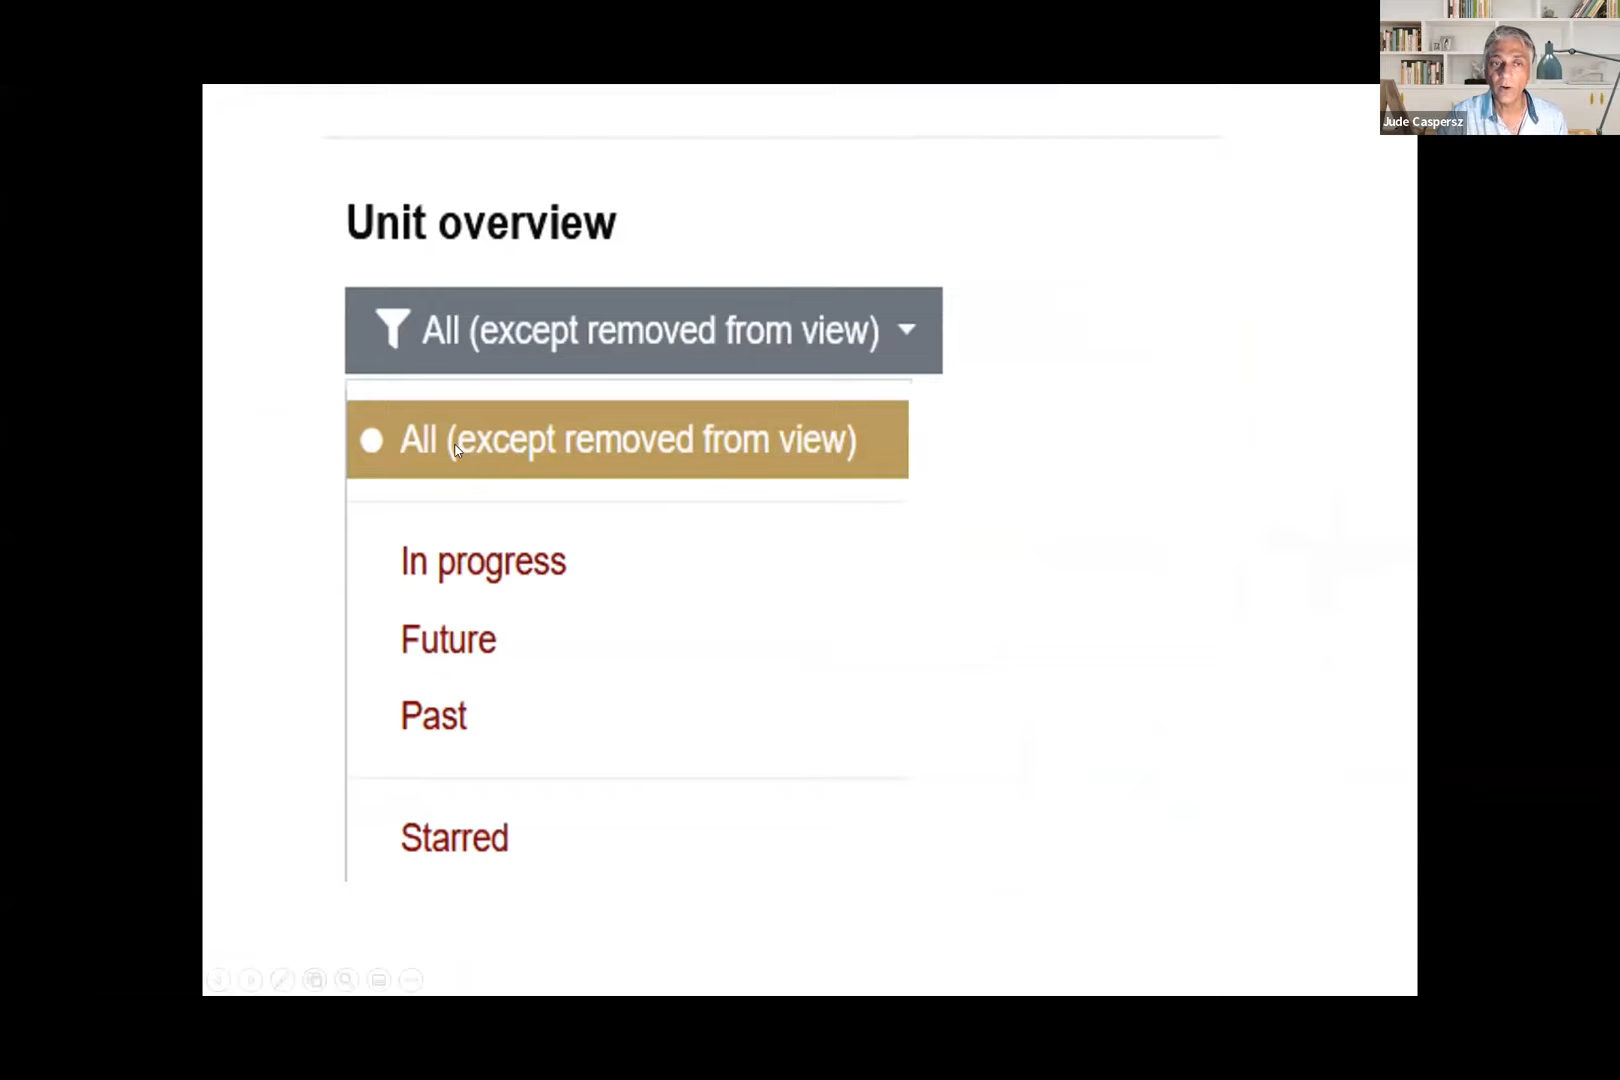 Jude Caspersz
Unit overview
All (except removed from view)
All (except removed from view)
In progress
Future
Past
Starred